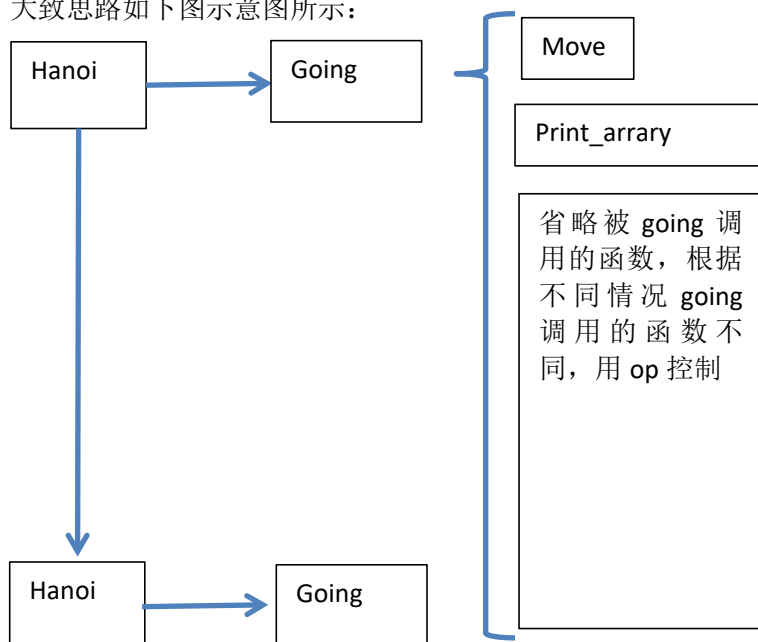 大致思路如下图示意图所示：
Hanoi
Going
Move
Print_arrary
省略被 going 调
用的函数，根据
不同情况 going
调用的函数不
同，用 op 控制
Hanoi
Going